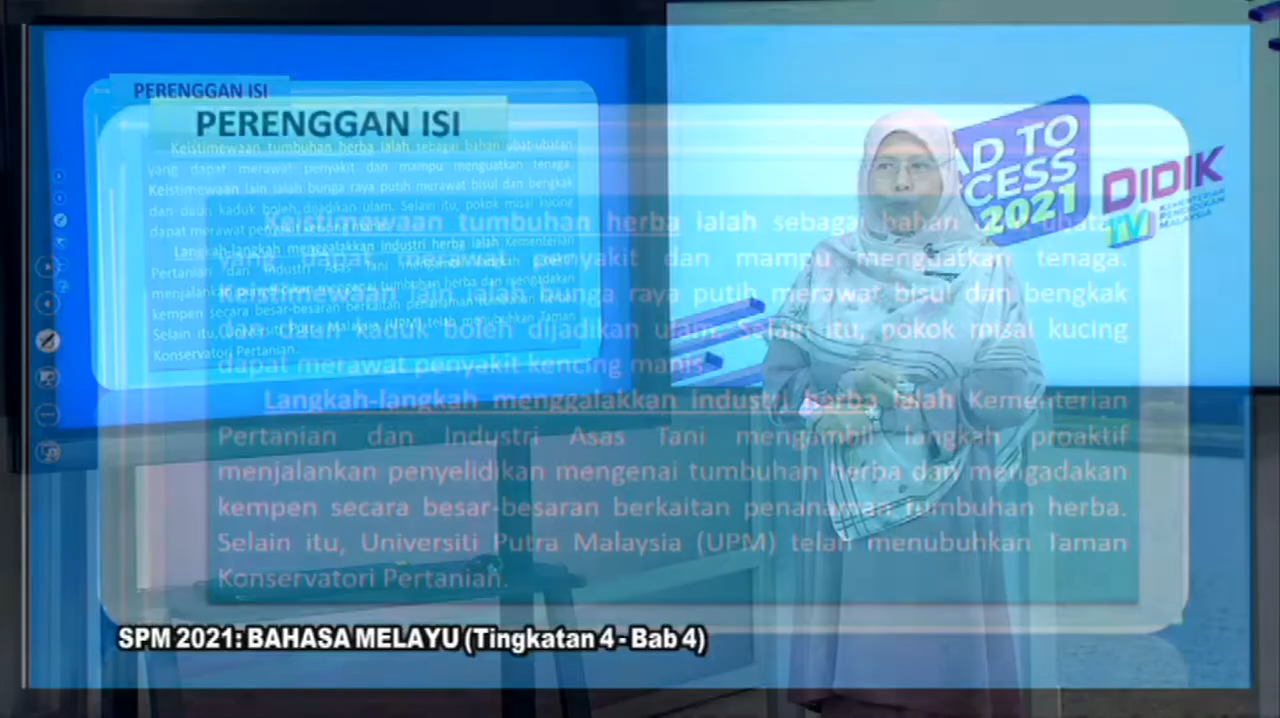 PERENGGAN ISI
PERENGGAN ISI
Keistimewaan tumbuhan herba ialah sebagai bahan ubat-ubatan
yang dapat merawat penyakit dan mampu menguatkan tenaga.
Keistimewaan lain ialah bunga raya putih merawat bisul dan bengkak
dan daun kaduk boleh dijadikan ulam. Selain itu, pokok misai kucing
dapat merawat penyakit kencing manis.
Langkah-langkah menggalakkan industri herba ialah Kementerian
Pertanian dan Industri Asas Tani mengambil langkah proaktif
menjalankan penyelidikan mengenai tumbuhan herba dan mengadakan
kempen secara besar-besaran berkaitan penanaman tumbuhan herba.
Selain itu, Universiti Putra Malaysia (UPM) telah menubuhkan Taman
Konservatori Pertanian.
AD TO
CCESS
2021
DIDIK
TV
KEMENTERIAN
PENDIDIKAN
MALAYSIA
SPM 2021: BAHASA MELAYU (Tingkatan 4 - Bab 4)